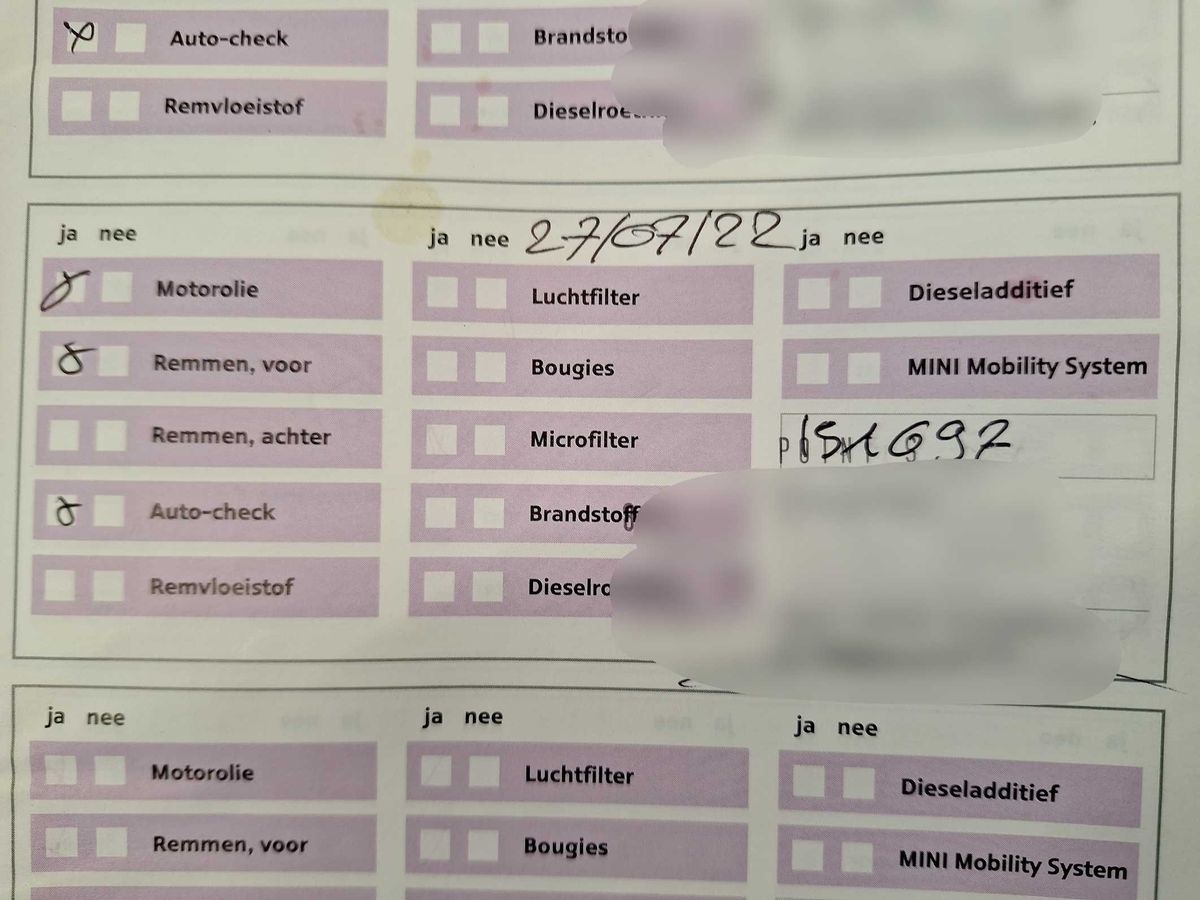 Auto-check
Brandsto
Remvloeistof
Dieselroe
ja nee
ja nee 27/07/22
ja nee
Motorolie
Luchtfilter
Dieseladditief
Remmen, voor
Bougies
MINI Mobility System
Remmen, achter
Microfilter
Auto-check
Brandstoff
Remvloeistof
Dieselro
ja nee
ja nee
ja nee
Motorolie
Luchtfilter
Dieseladditief
Remmen, voor
Bougies
MINI Mobility System